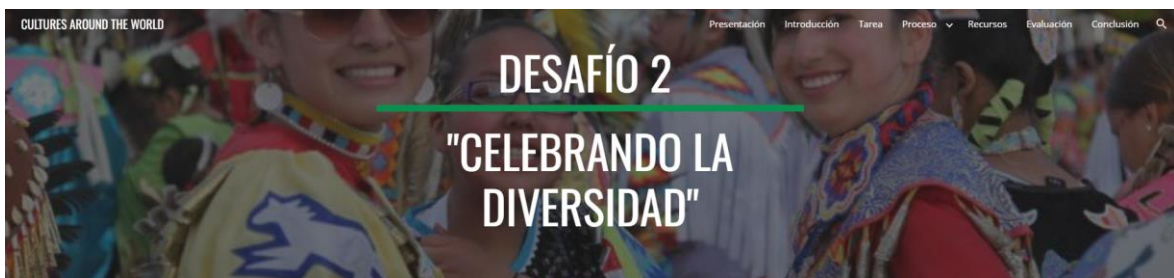 CULTURES AROUND THE WORLD
Presentación Introducción Tarea Proceso Recursos Evaluación Conclusión
DESAFÍO 2
"CELEBRANDO LA
DIVERSIDAD"